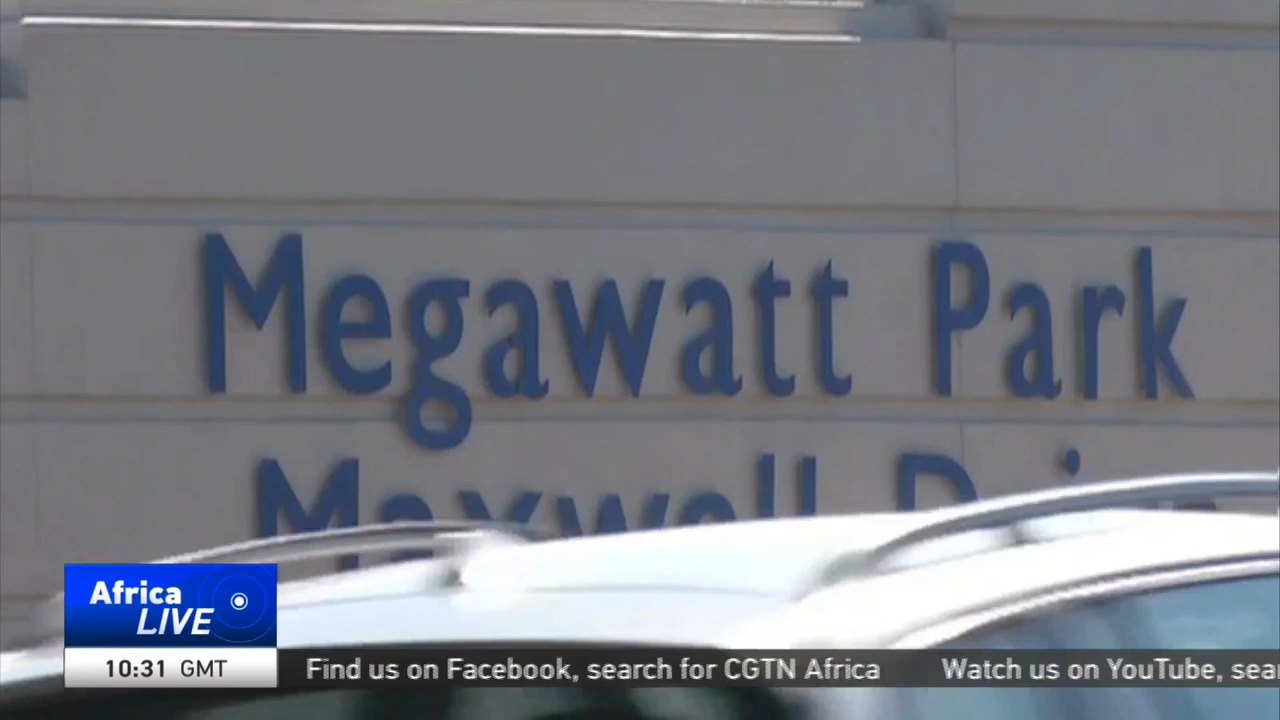 Megawatt Park
Maxwell
Africa
LIVE
10:31 GMT
Find us on Facebook, search for CGTN Africa Watch us on YouTube,